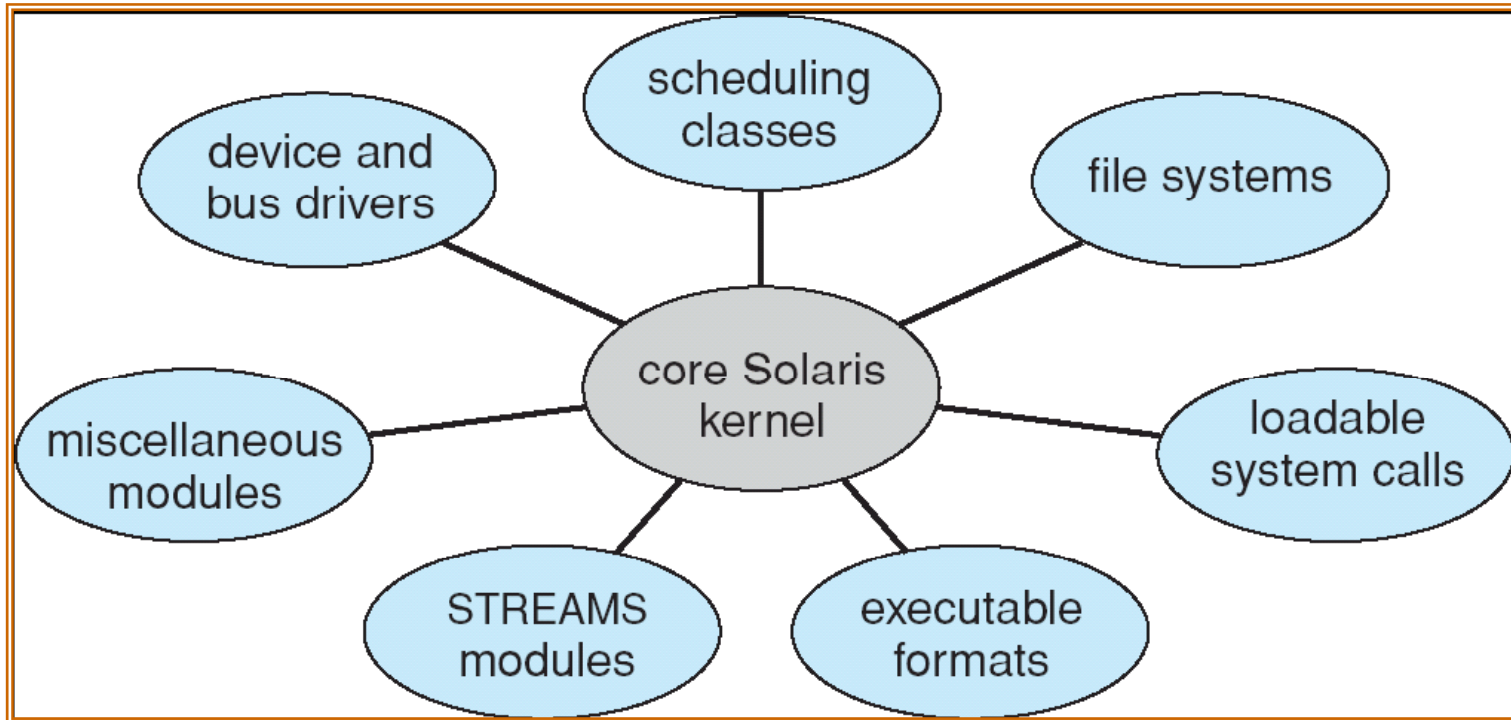 scheduling
classes
device and
bus drivers
file systems
core Solaris
kernel
miscellaneous
modules
loadable
system calls
STREAMS
modules
executable
formats